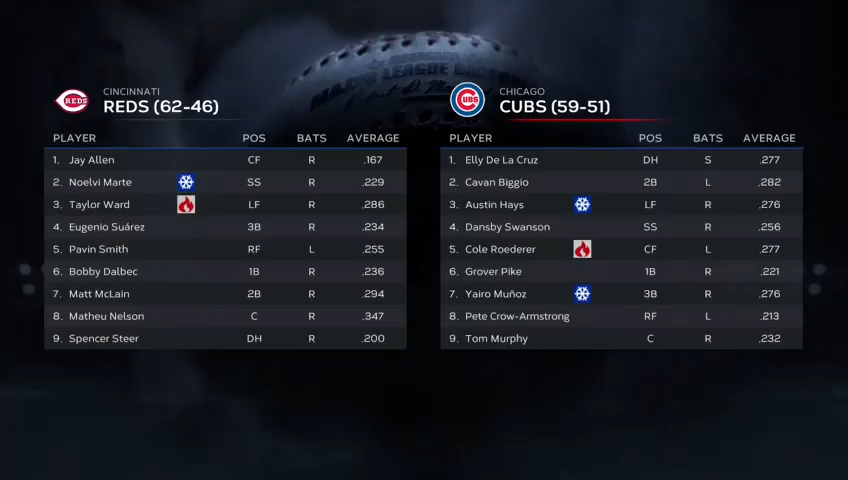 OFFICIAL
MAJOR LEAGUE
CINCINNATI
REDS (62-46)
PLAYER POS BATS AVERAGE
1. Jay Allen CF R .167
2. Noelvi Marte SS R .229
3. Taylor Ward LF R .286
4. Eugenio Suárez 3B R .234
5. Pavin Smith RF L .255
6. Bobby Dalbec 1B R .236
7. Matt McLain 2B R .294
8. Matheu Nelson C R .347
9. Spencer Steer DH R .200
REDS
CHICAGO
CUBS (59-51)
PLAYER POS BATS AVERAGE
1. Elly De La Cruz DH S .277
2. Cavan Biggio 2B L .282
3. Austin Hays LF R .276
4. Dansby Swanson SS R .256
5. Cole Roederer CF L .277
6. Grover Pike 1B R .221
7. Yairo Muñoz 3B R .276
8. Pete Crow-Armstrong RF L .213
9. Tom Murphy C R .232
CUBS